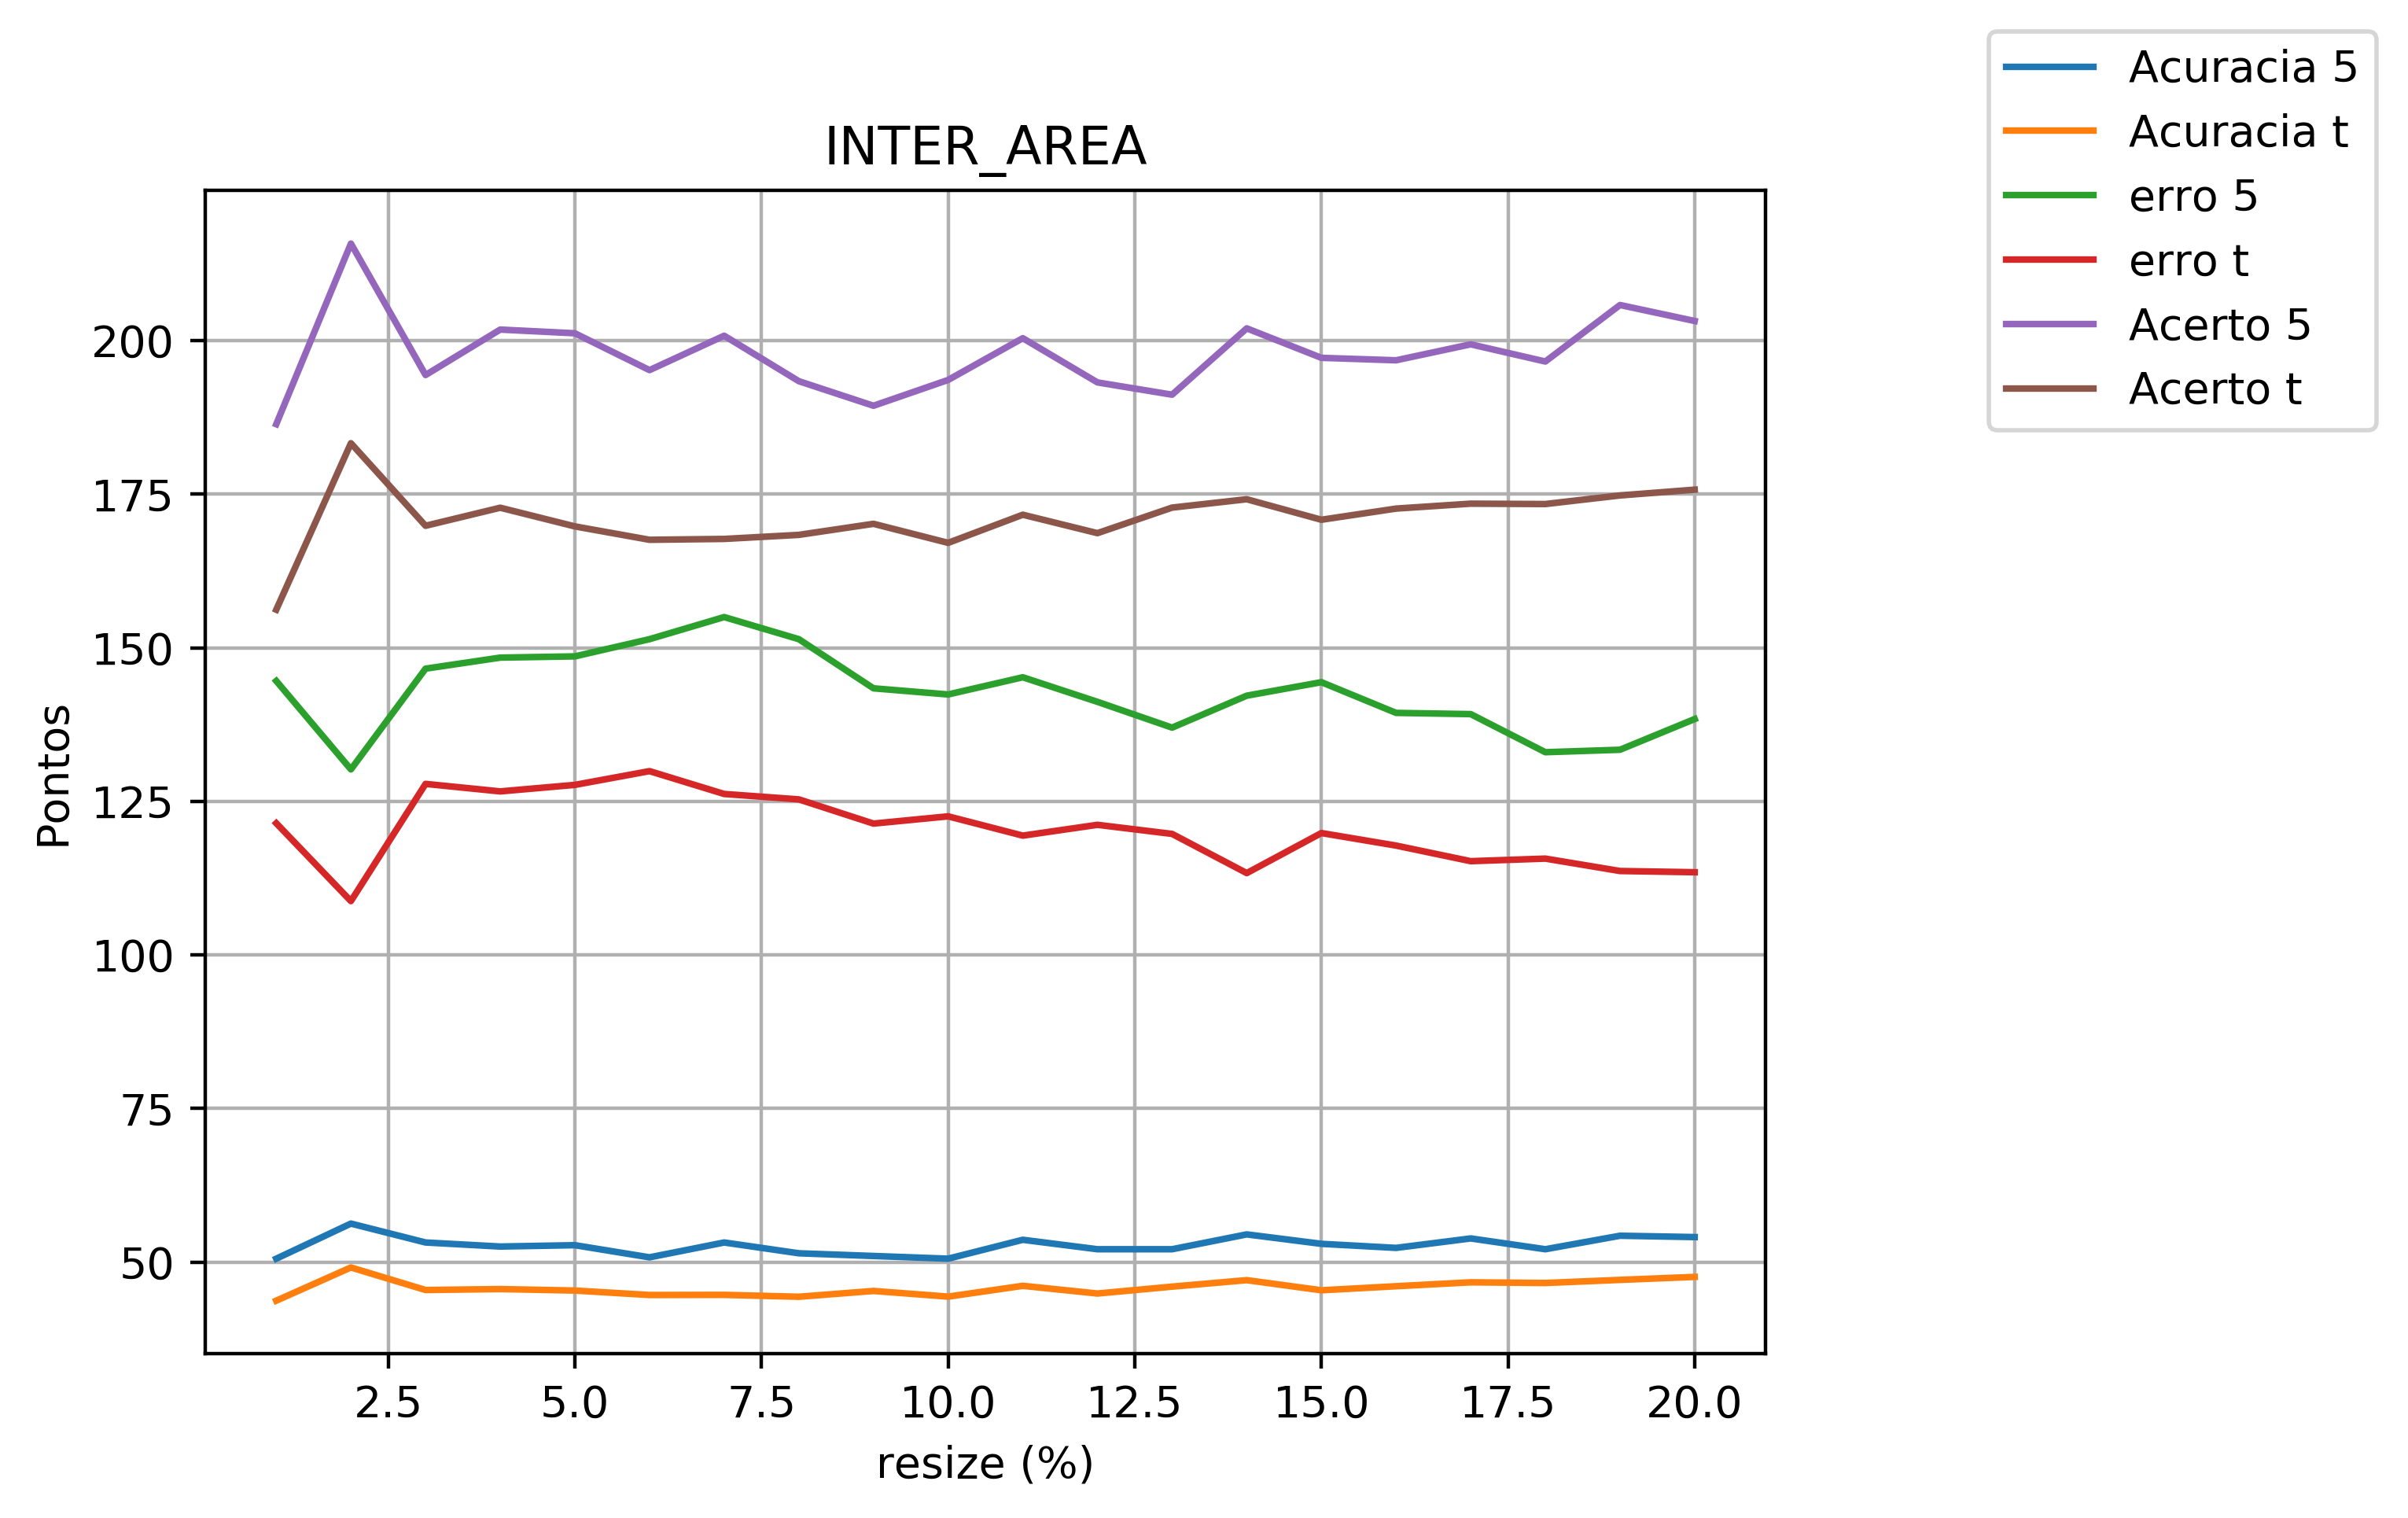 INTER_AREA
Acuracia 5
Acuracia t
erro 5
erro t
Acerto 5
Acerto t
Pontos
200
175
150
125
100
75
50
2.5 5.0 7.5 10.0 12.5 15.0 17.5 20.0
resize (%)